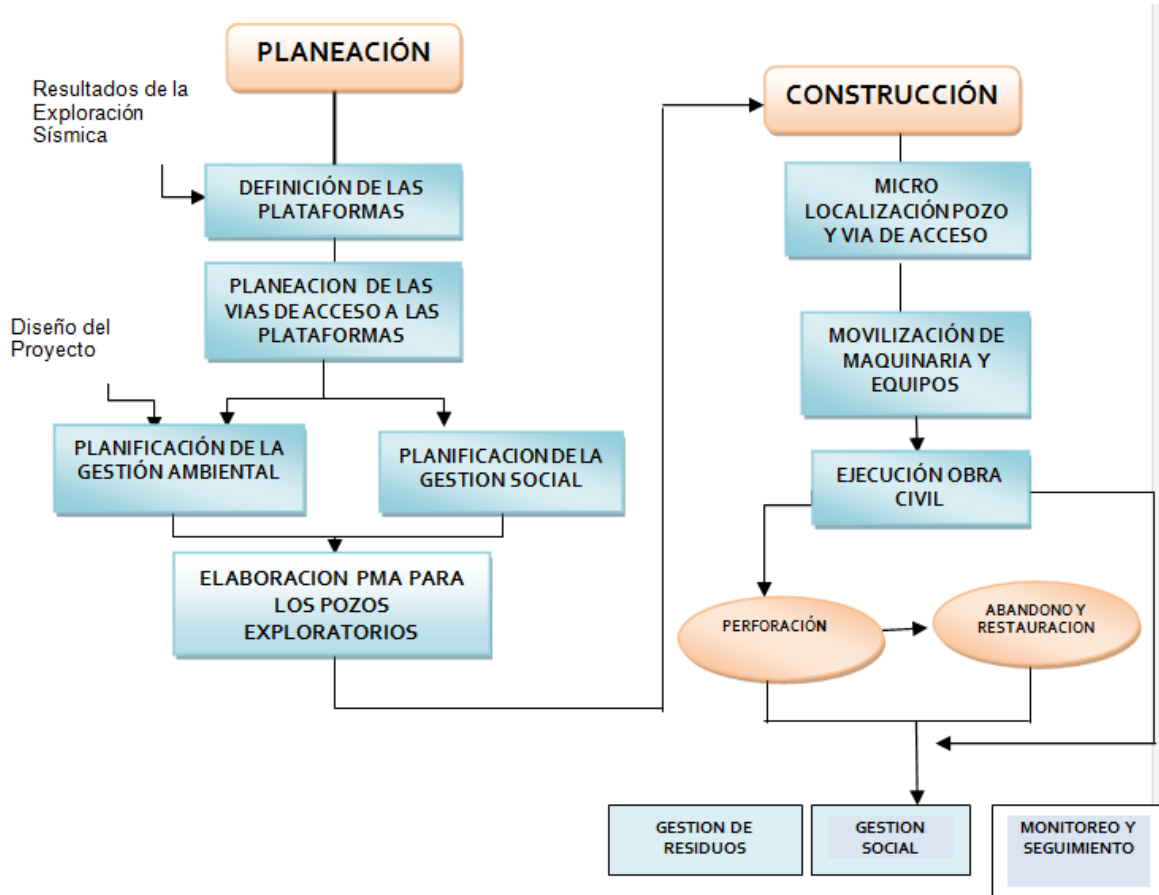 PLANEACIÓN
Resultados de la
Exploración
Sísmica
DEFINICIÓN DE LAS
PLATAFORMAS
PLANEACION DE LAS
VIAS DE ACCESO A LAS
PLATAFORMAS
Diseño del
Proyecto
PLANIFICACIÓN DE LA
GESTIÓN AMBIENTAL
PLANIFICACION DE LA
GESTION SOCIAL
ELABORACION PMA PARA
LOS POZOS
EXPLORATORIOS
CONSTRUCCIÓN
MICRO
LOCALIZACIÓN POZO
Y VIA DE ACCESO
MOVILIZACIÓN DE
MAQUINARIA Y
EQUIPOS
EJECUCIÓN OBRA
CIVIL
PERFORACIÓN
ABANDONO Y
RESTAURACION
GESTION DE
RESIDUOS
GESTION
SOCIAL
MONITOREO Y
SEGUIMIENTO